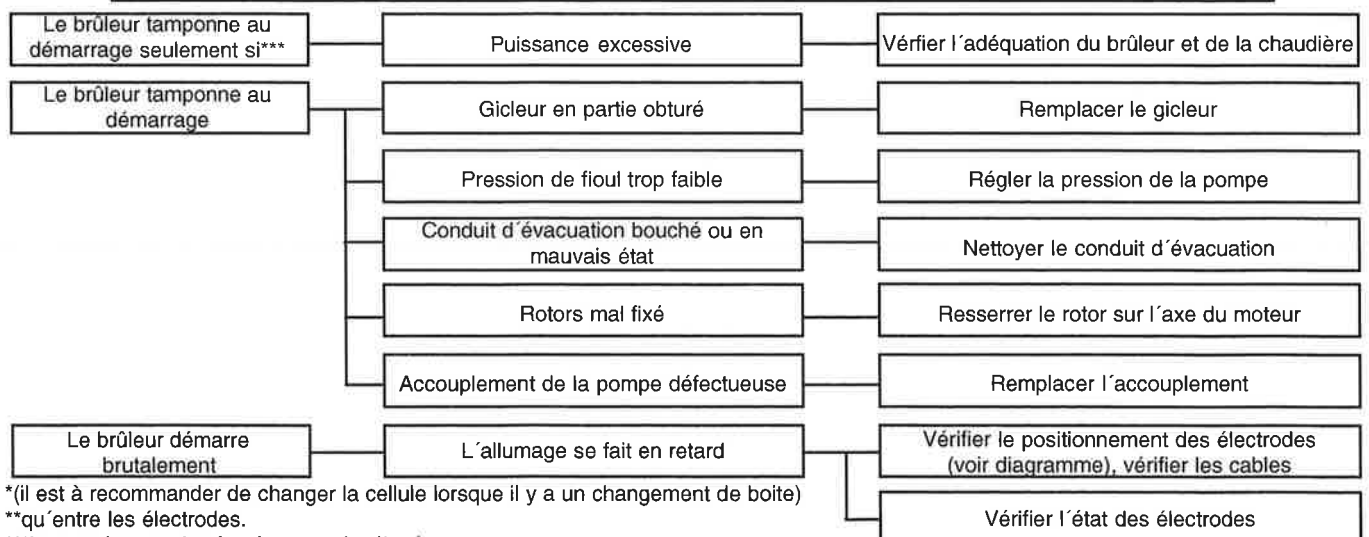 Le brûleur tamponne au
démarrage seulement si***
Puissance excessive
Vérfier l´adéquation du brûleur et de la chaudière
Le brûleur tamponne au
démarrage
Gicleur en partie obturé
Remplacer le gicleur
Pression de fioul trop faible
Régler la pression de la pompe
Conduit d´évacuation bouché ou en
mauvais état
Nettoyer le conduit d´évacuation
Rotors mal fixé
Resserrer le rotor sur l´axe du moteur
Accouplement de la pompe défectueuse
Remplacer l´accouplement
Le brûleur démarre
brutalement
L´allumage se fait en retard
Vérifier le positionnement des électrodes
(voir diagramme), vérifier les cables
Vérifier l´état des électrodes
*(il est à recommander de changer la cellule lorsque il y a un changement de boite)
**qu´entre les électrodes.